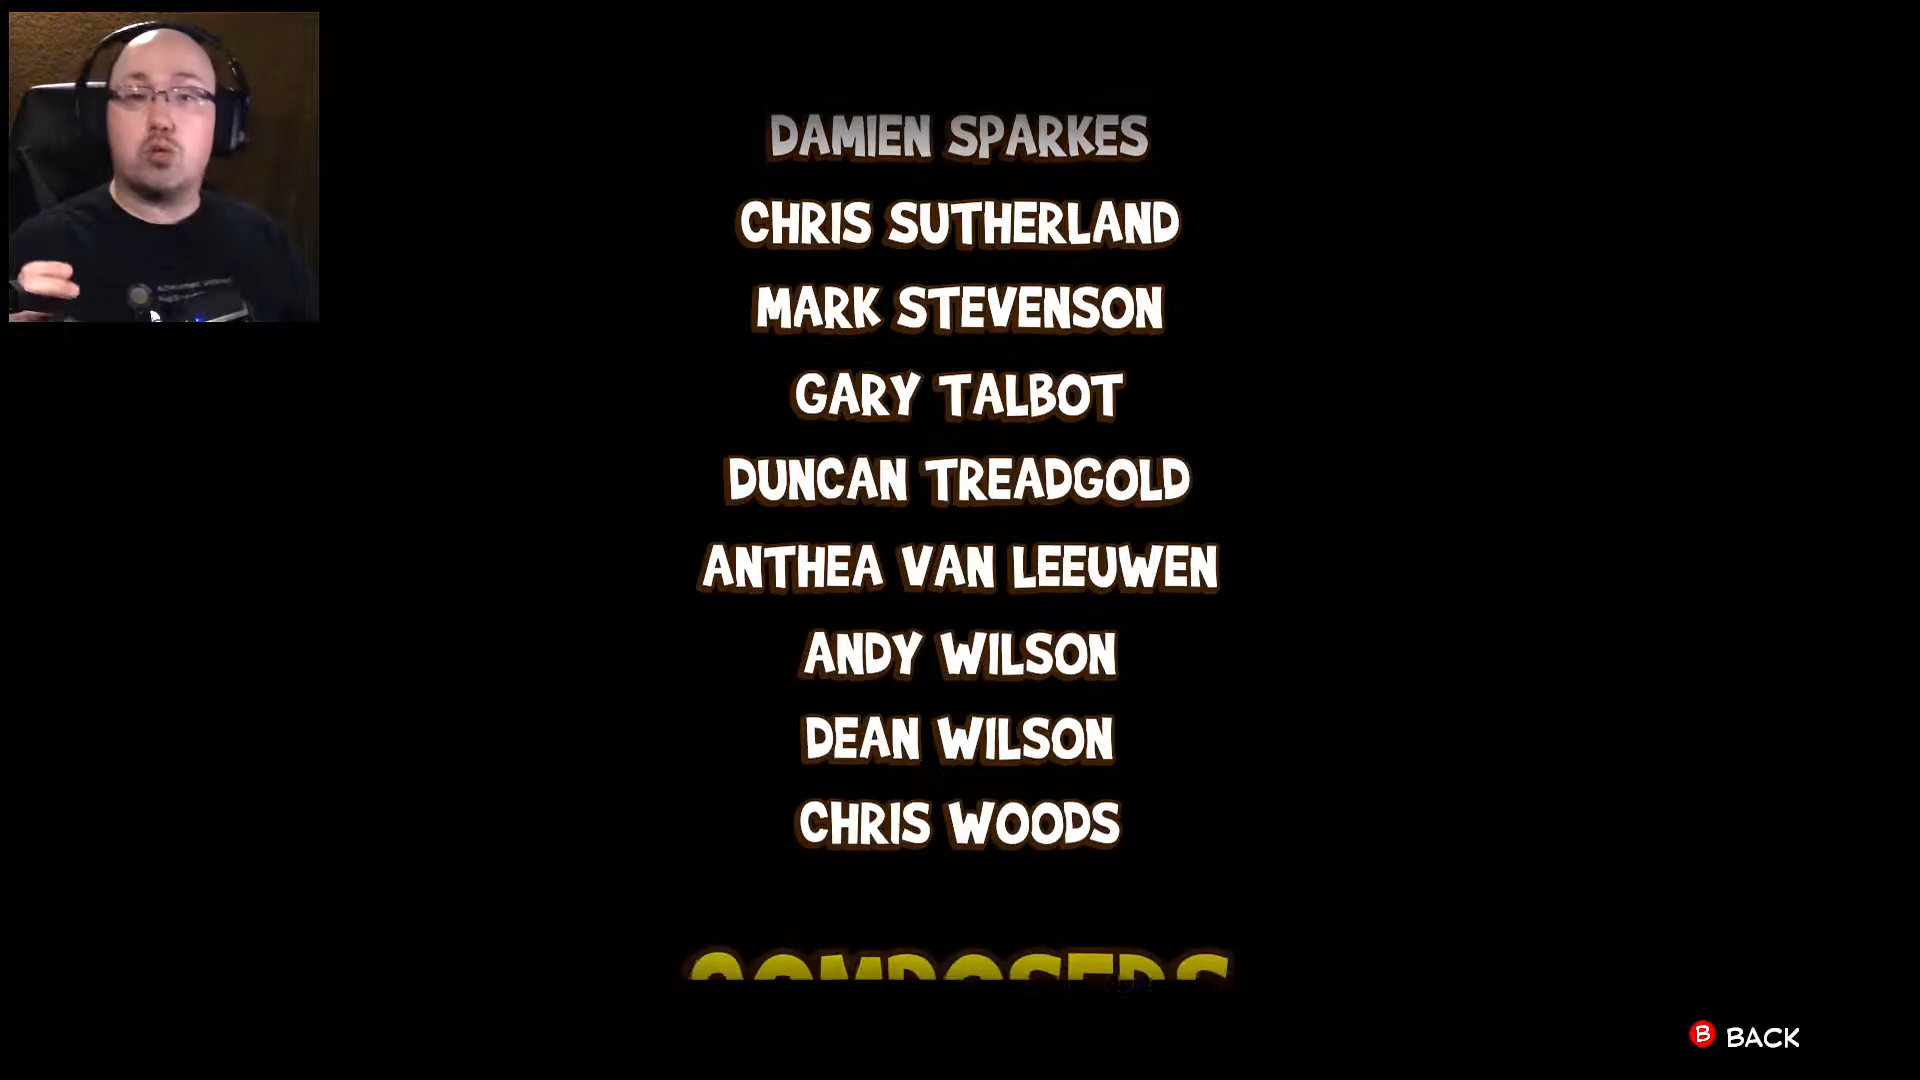 DAMIEN SPARKES
CHRIS SUTHERLAND
MARK STEVENSON
GARY TALBOT
DUNCAN TREADGOLD
ANTHEA VAN LEEUWEN
ANDY WILSON
DEAN WILSON
CHRIS WOODS
COMPOSERS
B BACK